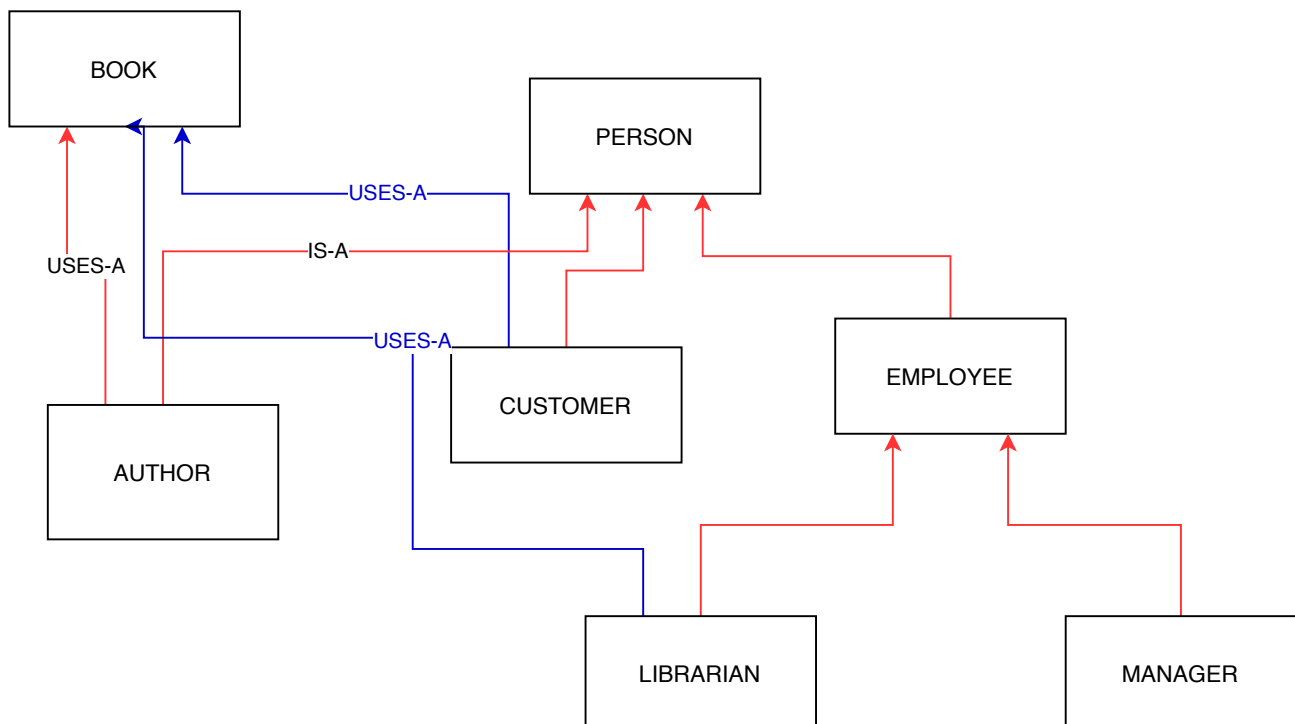 BOOK
PERSON
USES-A
IS-A
USES-A
USES-A
EMPLOYEE
CUSTOMER
AUTHOR
LIBRARIAN
MANAGER